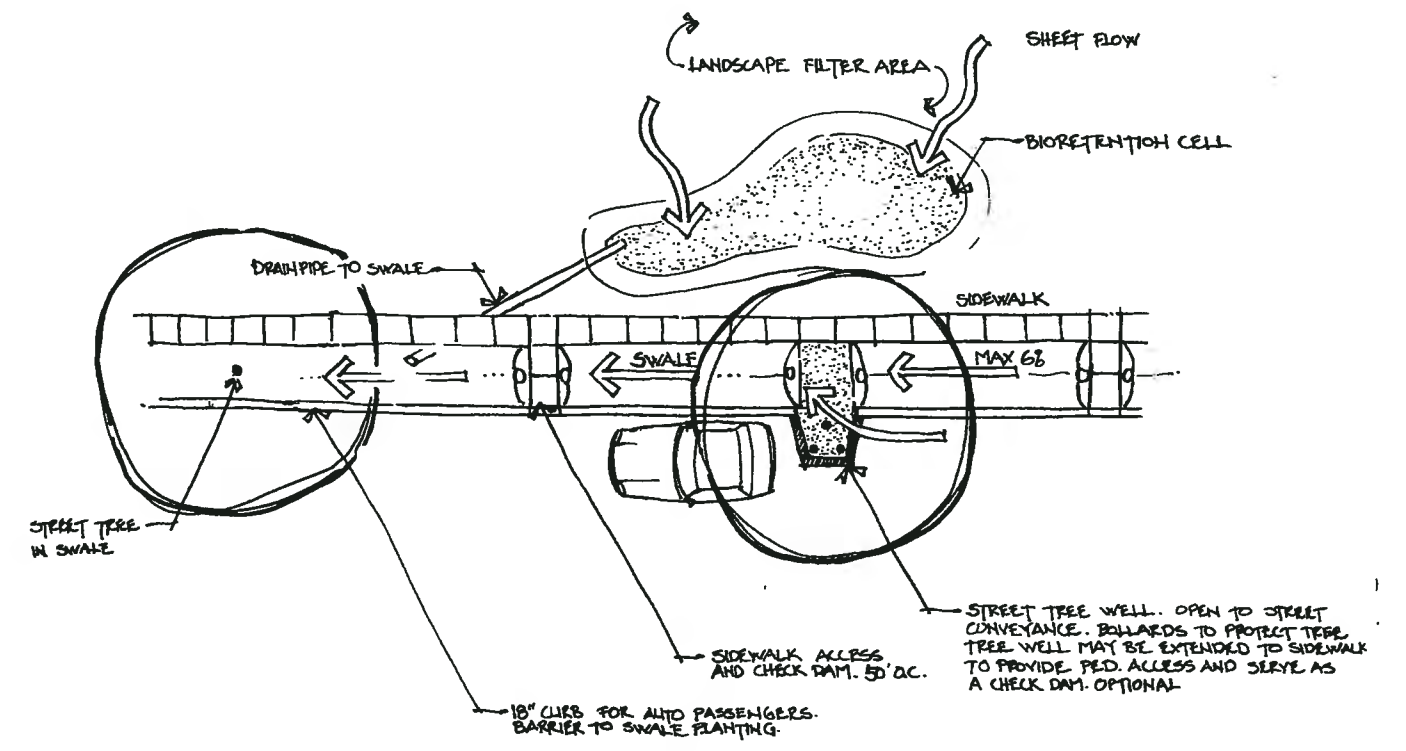 SHEET FLOW
LANDSCAPE FILTER AREA
BIORETENTION CELL
DRAINPIPE TO SWALE
SIDEWALK
SWALE
MAX
STREET TREE
IN SWALE
STREET TREE WELL. OPEN TO STREET
CONVEYANCE. BOLLARDS TO PROTECT TREE
TREE WELL MAY BE EXTENDED TO SIDEWALK
TO PROVIDE PED. ACCESS AND SERVE AS
A CHECK DAM. OPTIONAL
SIDEWALK ACCESS
AND CHECK DAM. 50' O.C.
18" CURB FOR AUTO PASSENGERS.
BARRIER TO SWALE PLANTING.